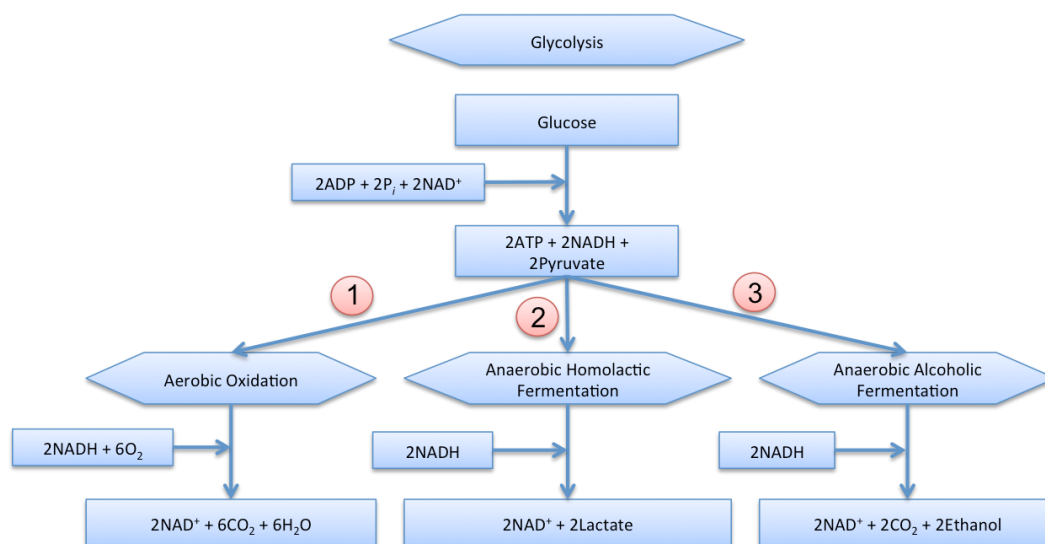 Glycolysis
Glucose
2ADP + 2Pᵢ + 2NAD⁺
2ATP + 2NADH +
2Pyruvate
1
2
3
Aerobic Oxidation
Anaerobic Homolactic
Fermentation
Anaerobic Alcoholic
Fermentation
2NADH + 6O₂
2NADH
2NADH
2NAD⁺ + 6CO₂ + 6H₂O
2NAD⁺ + 2Lactate
2NAD⁺ + 2CO₂ + 2Ethanol